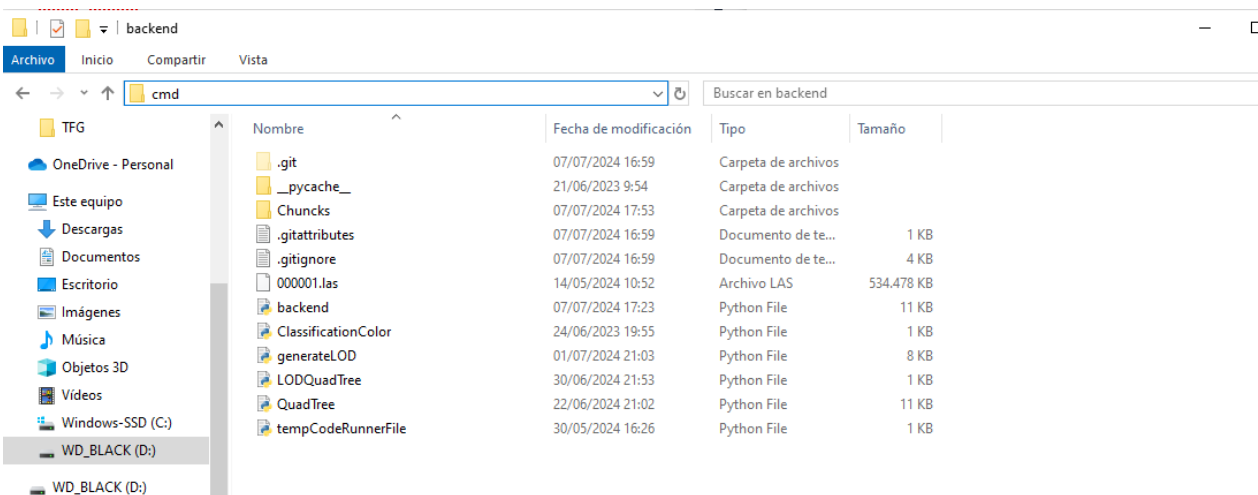 backend
Archivo Inicio Compartir Vista
cmd Buscar en backend
TFG
OneDrive - Personal
Este equipo
Descargas
Documentos
Escritorio
Imágenes
Música
Objetos 3D
Vídeos
Windows-SSD (C:)
WD_BLACK (D:)
WD_BLACK (D:)
Nombre Fecha de modificación Tipo Tamaño
.git 07/07/2024 16:59 Carpeta de archivos
__pycache__ 21/06/2023 9:54 Carpeta de archivos
Chuncks 07/07/2024 17:53 Carpeta de archivos
.gitattributes 07/07/2024 16:59 Documento de te... 1 KB
.gitignore 07/07/2024 16:59 Documento de te... 4 KB
000001.las 14/05/2024 10:52 Archivo LAS 534.478 KB
backend 07/07/2024 17:23 Python File 11 KB
ClassificationColor 24/06/2023 19:55 Python File 1 KB
generateLOD 01/07/2024 21:03 Python File 8 KB
LODQuadTree 30/06/2024 21:53 Python File 1 KB
QuadTree 22/06/2024 21:02 Python File 11 KB
tempCodeRunnerFile 30/05/2024 16:26 Python File 1 KB